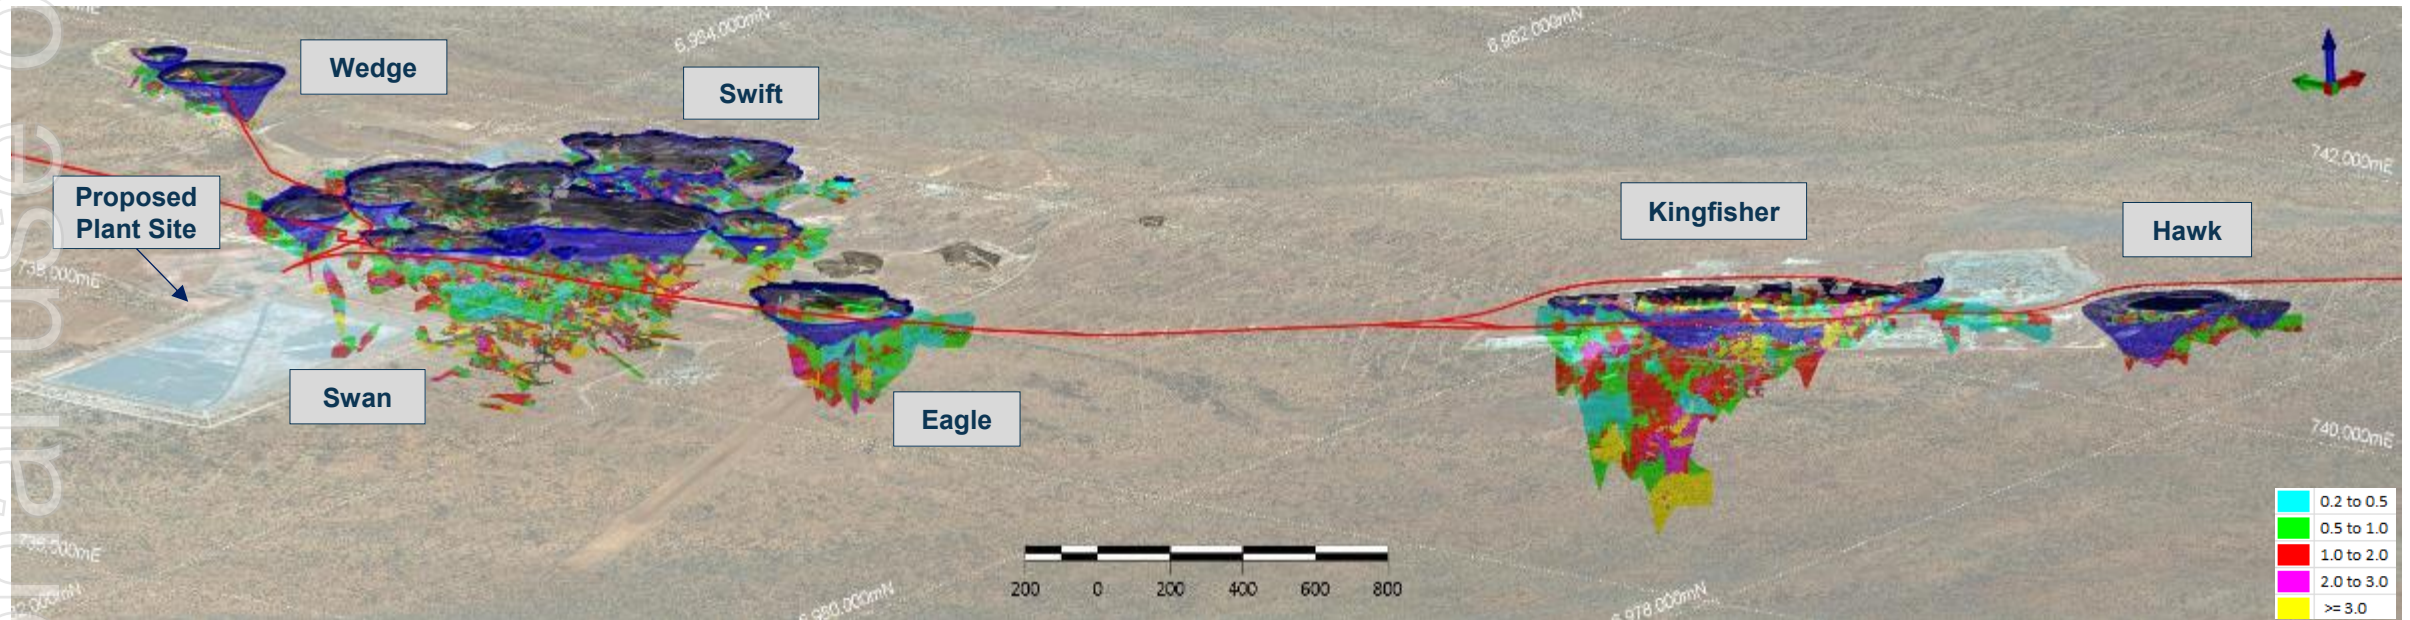 6,984,000mN
6,982,000mN
Wedge
Swift
742,000mE
Proposed
Plant Site
Kingfisher
Hawk
738,000mE
Swan
Eagle
740,000mE
200 0 200 400 600 800
6,980,000mN
6,978,000mN
0.2 to 0.5
0.5 to 1.0
1.0 to 2.0
2.0 to 3.0
>= 3.0